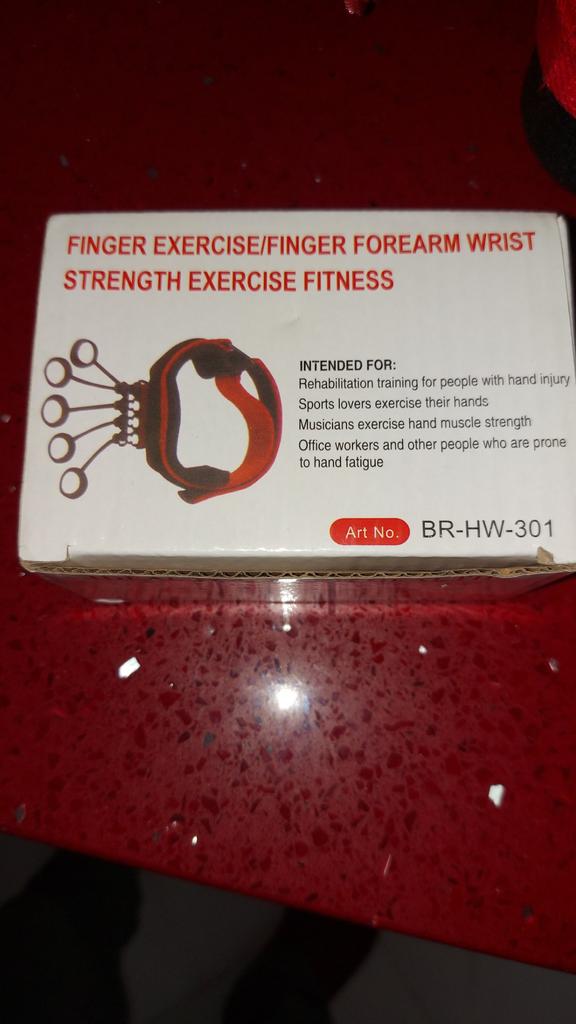 FINGER EXERCISE/FINGER FOREARM WRIST
STRENGTH EXERCISE FITNESS
INTENDED FOR:
Rehabilitation training for people with hand injury
Sports lovers exercise their hands
Musicians exercise hand muscle strength
Office workers and other people who are prone
to hand fatigue
Art No. BR-HW-301